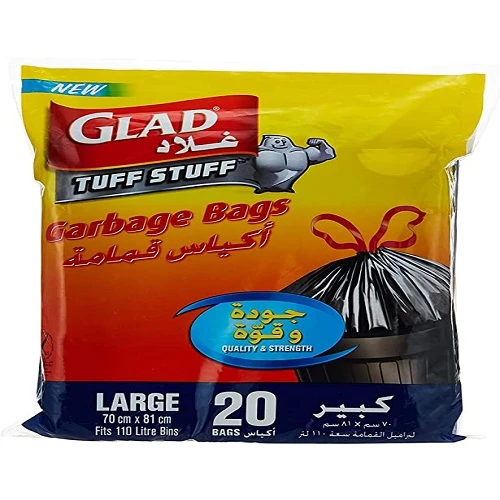 NEW
GLAD
غلاد
TUFF STUFF
Garbage Bags
أكياس قمامة
جودة
وقوّة
QUALITY & STRENGTH
LARGE
70 cm x 81 cm
Fits 110 Litre Bins
20
BAGS أكياس
كبير
٧٠ سم × ٨١ سم
لبراميل القمامة سعة ١١٠ لتر